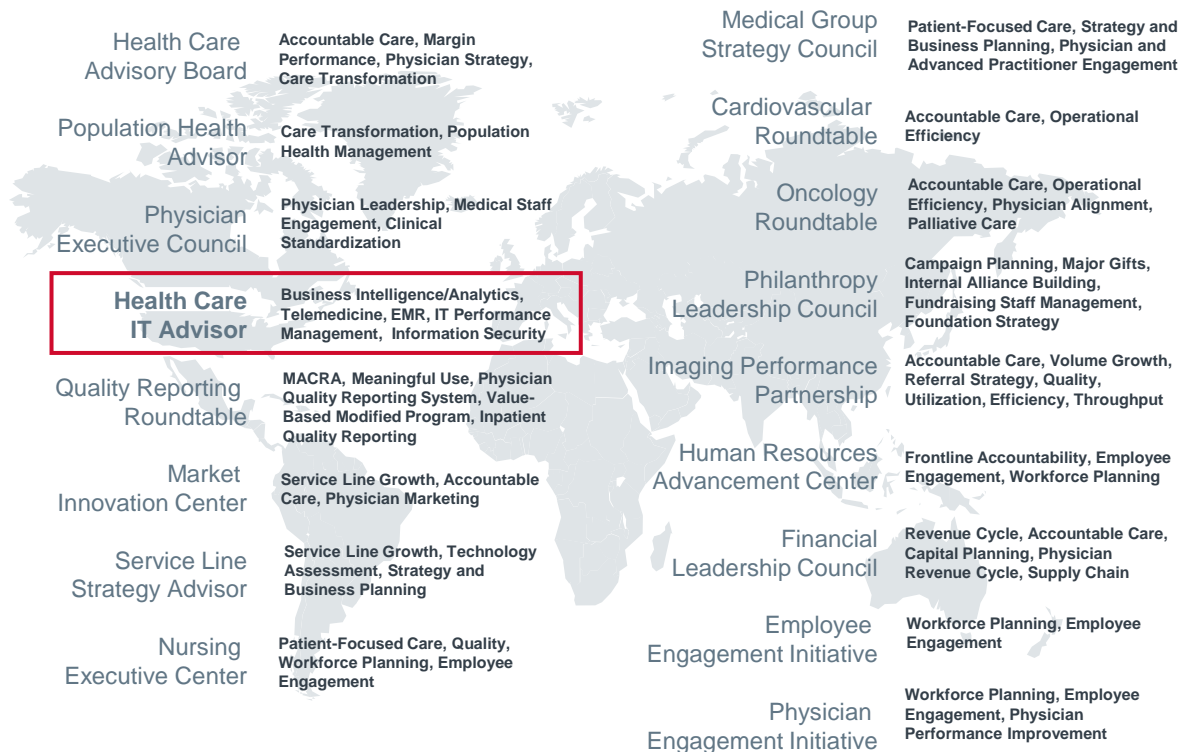 Health Care
Advisory Board
Accountable Care, Margin
Performance, Physician Strategy,
Care Transformation
Population Health
Advisor
Care Transformation, Population
Health Management
Physician
Executive Council
Physician Leadership, Medical Staff
Engagement, Clinical
Standardization
Health Care
IT Advisor
Business Intelligence/Analytics,
Telemedicine, EMR, IT Performance
Management, Information Security
Quality Reporting
Roundtable
MACRA, Meaningful Use, Physician
Quality Reporting System, Value-
Based Modified Program, Inpatient
Quality Reporting
Market
Innovation Center
Service Line Growth, Accountable
Care, Physician Marketing
Service Line
Strategy Advisor
Service Line Growth, Technology
Assessment, Strategy and
Business Planning
Nursing
Executive Center
Patient-Focused Care, Quality,
Workforce Planning, Employee
Engagement
Medical Group
Strategy Council
Patient-Focused Care, Strategy and
Business Planning, Physician and
Advanced Practitioner Engagement
Cardiovascular
Roundtable
Accountable Care, Operational
Efficiency
Oncology
Roundtable
Accountable Care, Operational
Efficiency, Physician Alignment,
Palliative Care
Philanthropy
Leadership Council
Campaign Planning, Major Gifts,
Internal Alliance Building,
Fundraising Staff Management,
Foundation Strategy
Imaging Performance
Partnership
Accountable Care, Volume Growth,
Referral Strategy, Quality,
Utilization, Efficiency, Throughput
Human Resources
Advancement Center
Frontline Accountability, Employee
Engagement, Workforce Planning
Financial
Leadership Council
Revenue Cycle, Accountable Care,
Capital Planning, Physician
Revenue Cycle, Supply Chain
Employee
Engagement Initiative
Workforce Planning, Employee
Engagement
Physician
Engagement Initiative
Workforce Planning, Employee
Engagement, Physician
Performance Improvement